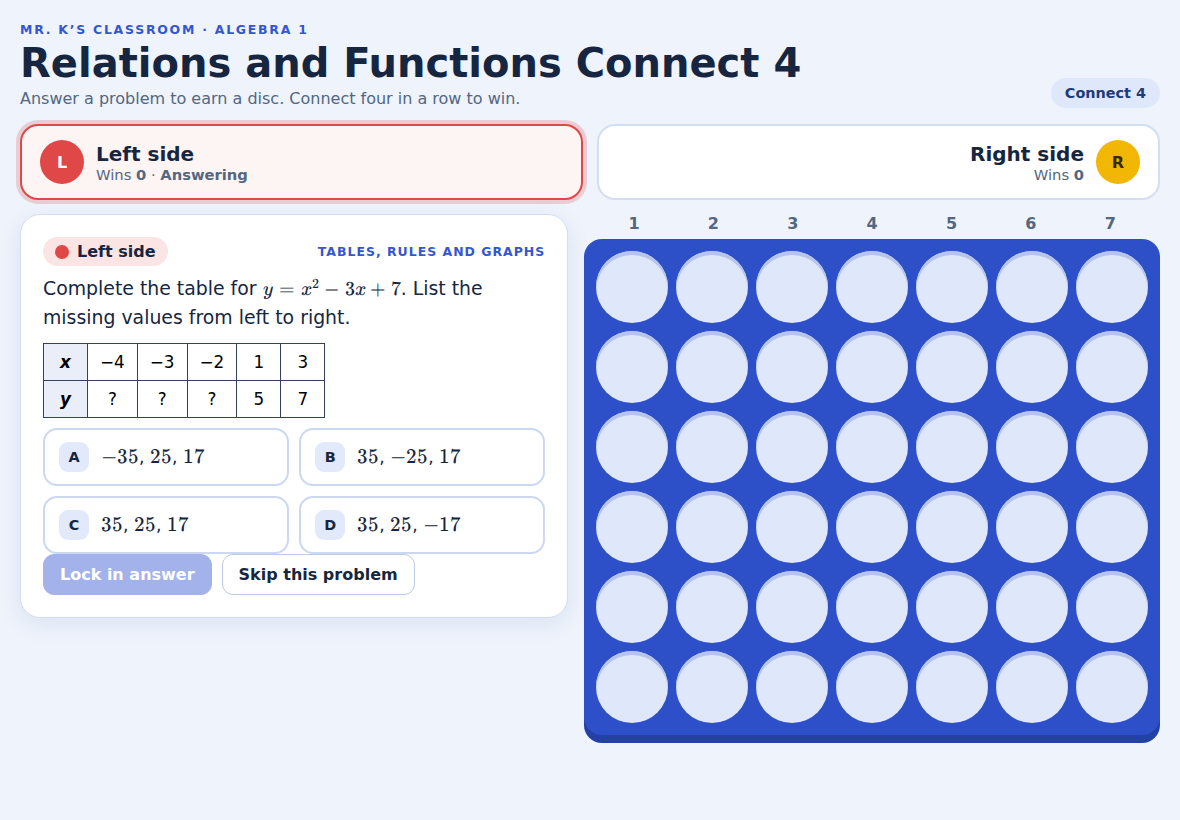 MR. K'S CLASSROOM · ALGEBRA 1
Relations and Functions Connect 4
Answer a problem to earn a disc. Connect four in a row to win.
Connect 4
L
Left side
Wins 0 · Answering
Right side
Wins 0
R
Left side
TABLES, RULES AND GRAPHS
Complete the table for y = x² − 3x + 7. List the
missing values from left to right.
x −4 −3 −2 1 3
y ? ? ? 5 7
A −35, 25, 17
B 35, −25, 17
C 35, 25, 17
D 35, 25, −17
Lock in answer
Skip this problem
1 2 3 4 5 6 7